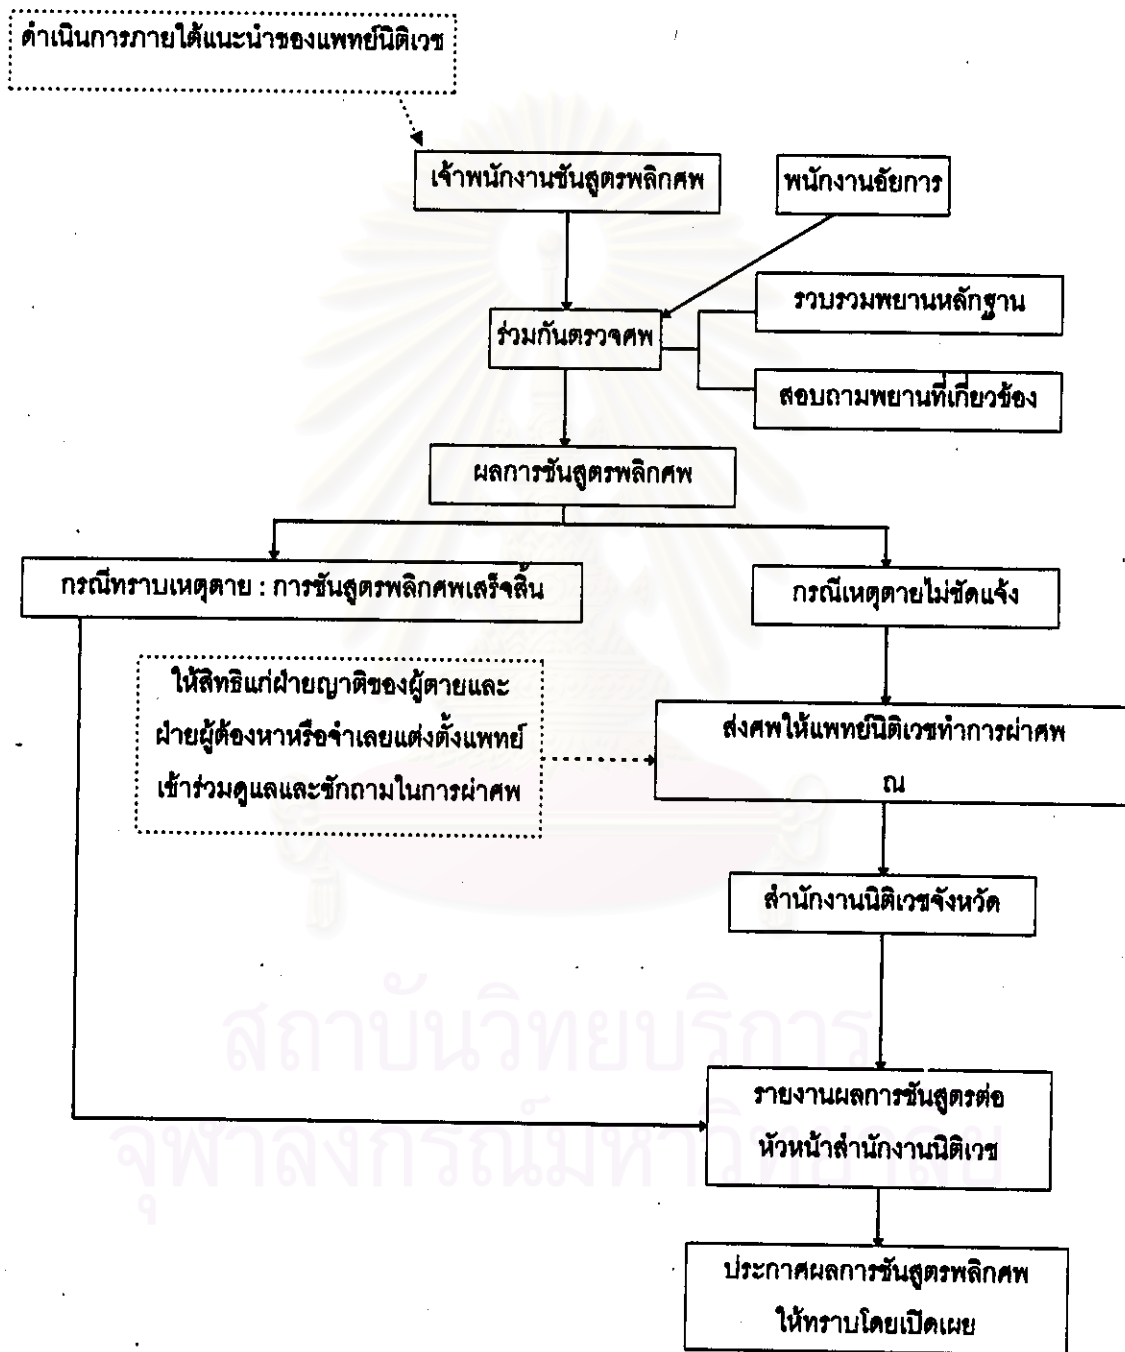 ดำเนินการภายใต้แนะนำของแพทย์นิติเวช
เจ้าพนักงานชันสูตรพลิกศพ
พนักงานอัยการ
ร่วมกันตรวจศพ
รวบรวมพยานหลักฐาน
สอบถามพยานที่เกี่ยวข้อง
ผลการชันสูตรพลิกศพ
กรณีทราบเหตุตาย : การชันสูตรพลิกศพเสร็จสิ้น
กรณีเหตุตายไม่ชัดแจ้ง
ให้สิทธิแก่ฝ่ายญาติของผู้ตายและ
ฝ่ายผู้ต้องหาหรือจำเลยแต่งตั้งแพทย์
เข้าร่วมดูแลและซักถามในการผ่าศพ
ส่งศพให้แพทย์นิติเวชทำการผ่าศพ
ณ
สำนักงานนิติเวชจังหวัด
รายงานผลการชันสูตรต่อ
หัวหน้าสำนักงานนิติเวช
ประกาศผลการชันสูตรพลิกศพ
ให้ทราบโดยเปิดเผย
สถาบันวิทยบริการ
จุฬาลงกรณ์มหาวิทยาลัย